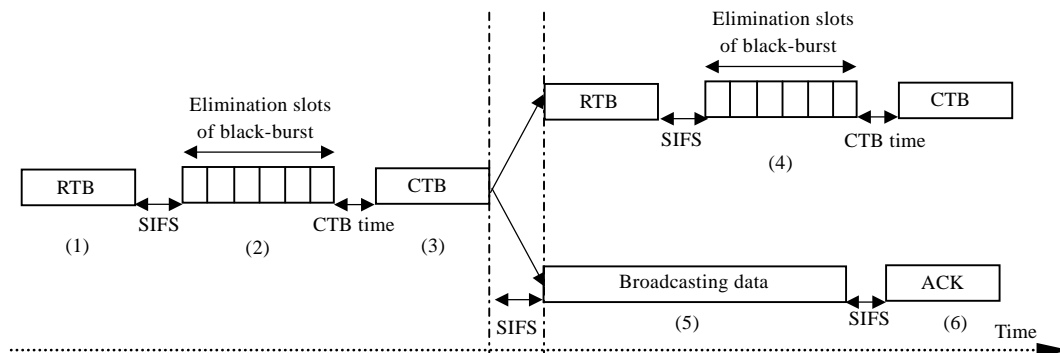 Elimination slots
of black-burst
RTB
CTB
SIFS
CTB time
(4)
Elimination slots
of black-burst
RTB
CTB
SIFS
CTB time
(1)
(2)
(3)
Broadcasting data
ACK
SIFS
(5)
SIFS
(6)
Time